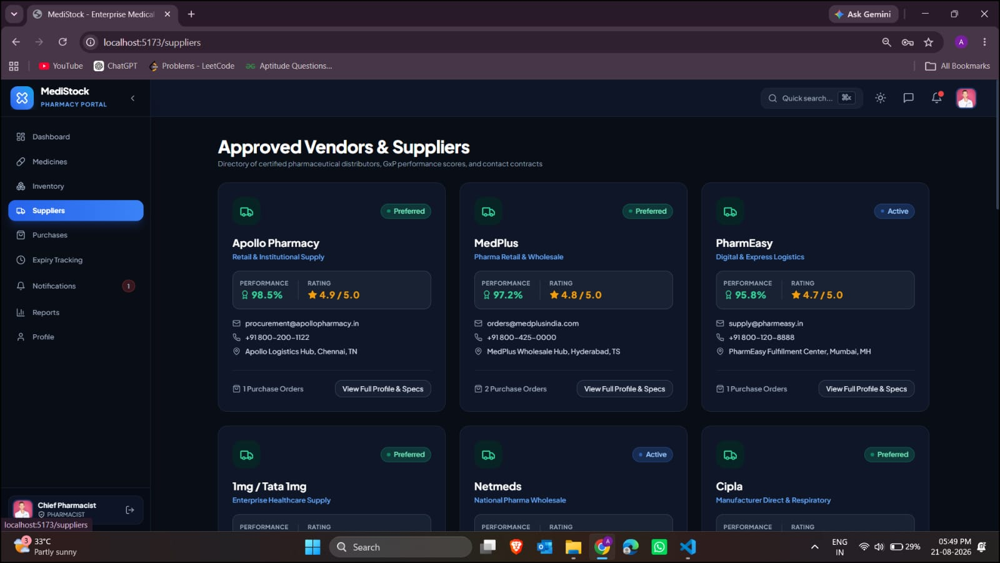 MediStock - Enterprise Medical
Ask Gemini
localhost:5173/suppliers
A
YouTube
ChatGPT
Problems - LeetCode
Aptitude Questions...
All Bookmarks
MediStock
PHARMACY PORTAL
Quick search... ⌘K
Dashboard
Medicines
Inventory
Suppliers
Purchases
Expiry Tracking
Notifications 1
Reports
Profile
Chief Pharmacist
PHARMACIST
localhost:5173/suppliers
Approved Vendors & Suppliers
Directory of certified pharmaceutical distributors, GxP performance scores, and contact contracts
Preferred
Apollo Pharmacy
Retail & Institutional Supply
PERFORMANCE RATING
98.5% 4.9 / 5.0
procurement@apollopharmacy.in
+91 800-200-1122
Apollo Logistics Hub, Chennai, TN
1 Purchase Orders View Full Profile & Specs
Preferred
MedPlus
Pharma Retail & Wholesale
PERFORMANCE RATING
97.2% 4.8 / 5.0
orders@medplusindia.com
+91 800-425-0000
MedPlus Wholesale Hub, Hyderabad, TS
2 Purchase Orders View Full Profile & Specs
Active
PharmEasy
Digital & Express Logistics
PERFORMANCE RATING
95.8% 4.7 / 5.0
supply@pharmeasy.in
+91 800-120-8888
PharmEasy Fulfillment Center, Mumbai, MH
1 Purchase Orders View Full Profile & Specs
Preferred
1mg / Tata 1mg
Enterprise Healthcare Supply
PERFORMANCE RATING
Active
Netmeds
National Pharma Wholesale
PERFORMANCE RATING
Preferred
Cipla
Manufacturer Direct & Respiratory
PERFORMANCE RATING
3
33°C
Partly sunny
Search
A
ENG
IN
29%
05:49 PM
21-08-2026